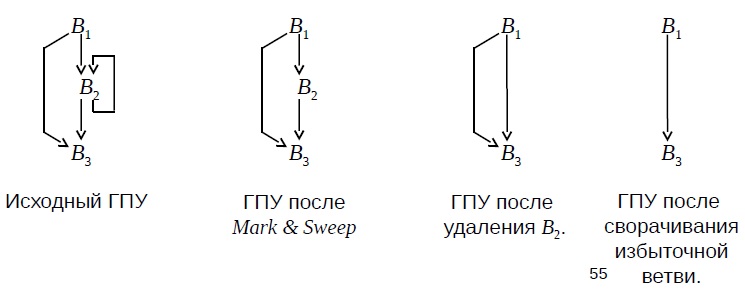 B1 B1 B1 B1
B2 B2
B3 B3 B3 B3
Исходный ГПУ
ГПУ после
Mark & Sweep
ГПУ после
удаления B2.
ГПУ после
сворачивания
избыточной
ветви.
55